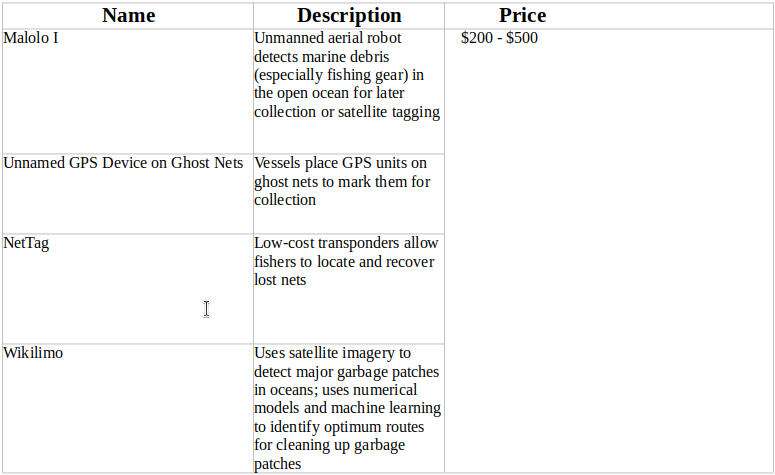 Name Description Price
Malolo I
Unmanned aerial robot
detects marine debris
(especially fishing gear) in
the open ocean for later
collection or satellite tagging
$200 - $500
Unnamed GPS Device on Ghost Nets
Vessels place GPS units on
ghost nets to mark them for
collection
NetTag
Low-cost transponders allow
fishers to locate and recover
lost nets
Wikilimo
Uses satellite imagery to
detect major garbage patches
in oceans; uses numerical
models and machine learning
to identify optimum routes
for cleaning up garbage
patches